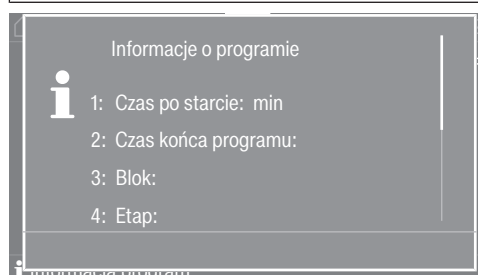 Informacje o programie
1: Czas po starcie: min
2: Czas końca programu:
3: Blok:
4: Etap: